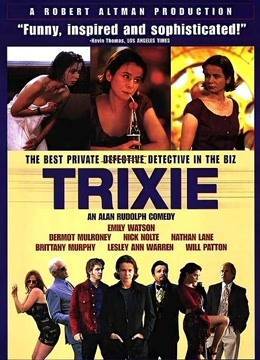 A ROBERT ALTMAN PRODUCTION
"Funny, inspired and sophisticated!"
-Kevin Thomas, LOS ANGELES TIMES
THE BEST PRIVATE DEFECTIVE DETECTIVE IN THE BIZ
TRIXIE
AN ALAN RUDOLPH COMEDY
EMILY WATSON
DERMOT MULRONEY NICK NOLTE NATHAN LANE
BRITTANY MURPHY LESLEY ANN WARREN WILL PATTON